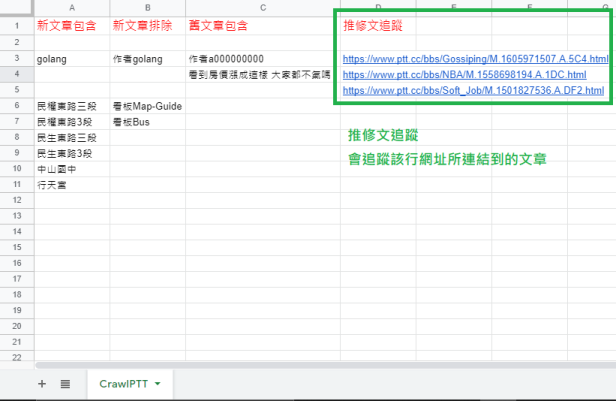 A B C D E F G
1 新文章包含 新文章排除 舊文章包含 推修文追蹤
2
3 golang 作者golang 作者a000000000 https://www.ptt.cc/bbs/Gossiping/M.1605971507.A.5C4.html
4 看到房價漲成這樣 大家都不氣嗎 https://www.ptt.cc/bbs/NBA/M.1558698194.A.1DC.html
5 https://www.ptt.cc/bbs/Soft_Job/M.1501827536.A.DF2.html
6 民權東路三段 看板Map-Guide
7 民權東路3段 看板Bus
推修文追蹤
8 民生東路三段
9 民生東路3段
會追蹤該行網址所連結到的文章
10 中山國中
11 行天宮
12
13
14
15
16
17
18
19
20
21
22
CrawlPTT